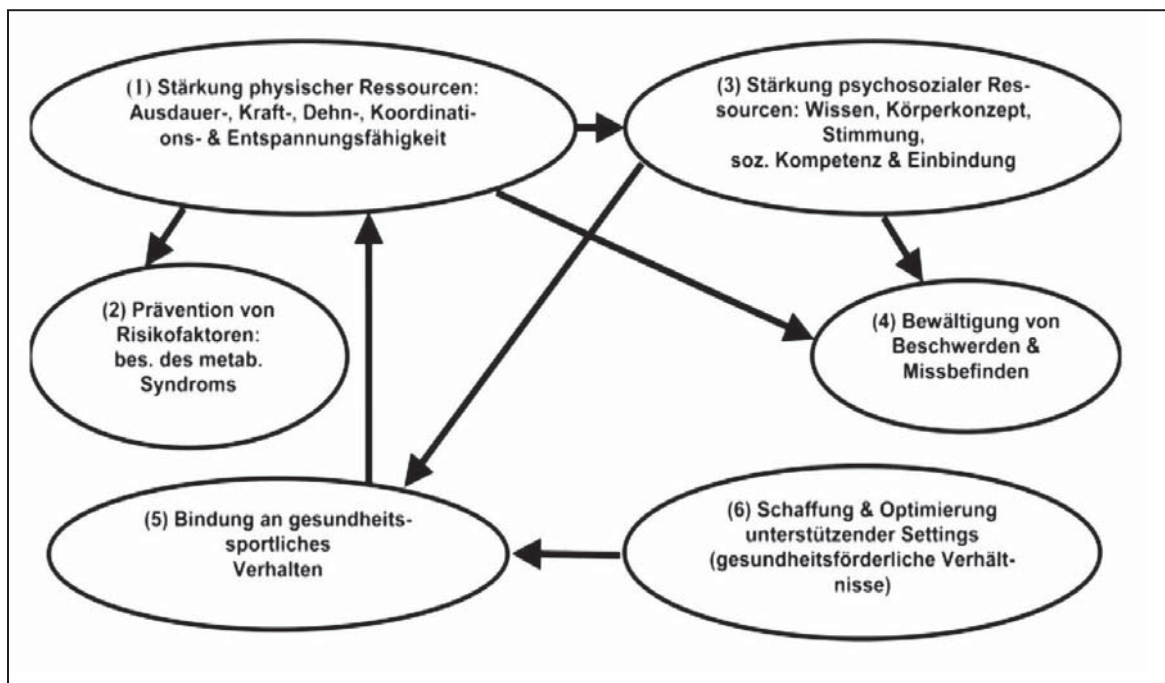 (1) Stärkung physischer Ressourcen:
Ausdauer-, Kraft-, Dehn-, Koordinati-
ons- & Entspannungsfähigkeit
(3) Stärkung psychosozialer Res-
sourcen: Wissen, Körperkonzept,
Stimmung,
soz. Kompetenz & Einbindung
(2) Prävention von
Risikofaktoren:
bes. des metab.
Syndroms
(4) Bewältigung von
Beschwerden &
Missbefinden
(5) Bindung an gesundheits-
sportliches
Verhalten
(6) Schaffung & Optimierung
unterstützender Settings
(gesundheitsförderliche Verhält-
nisse)